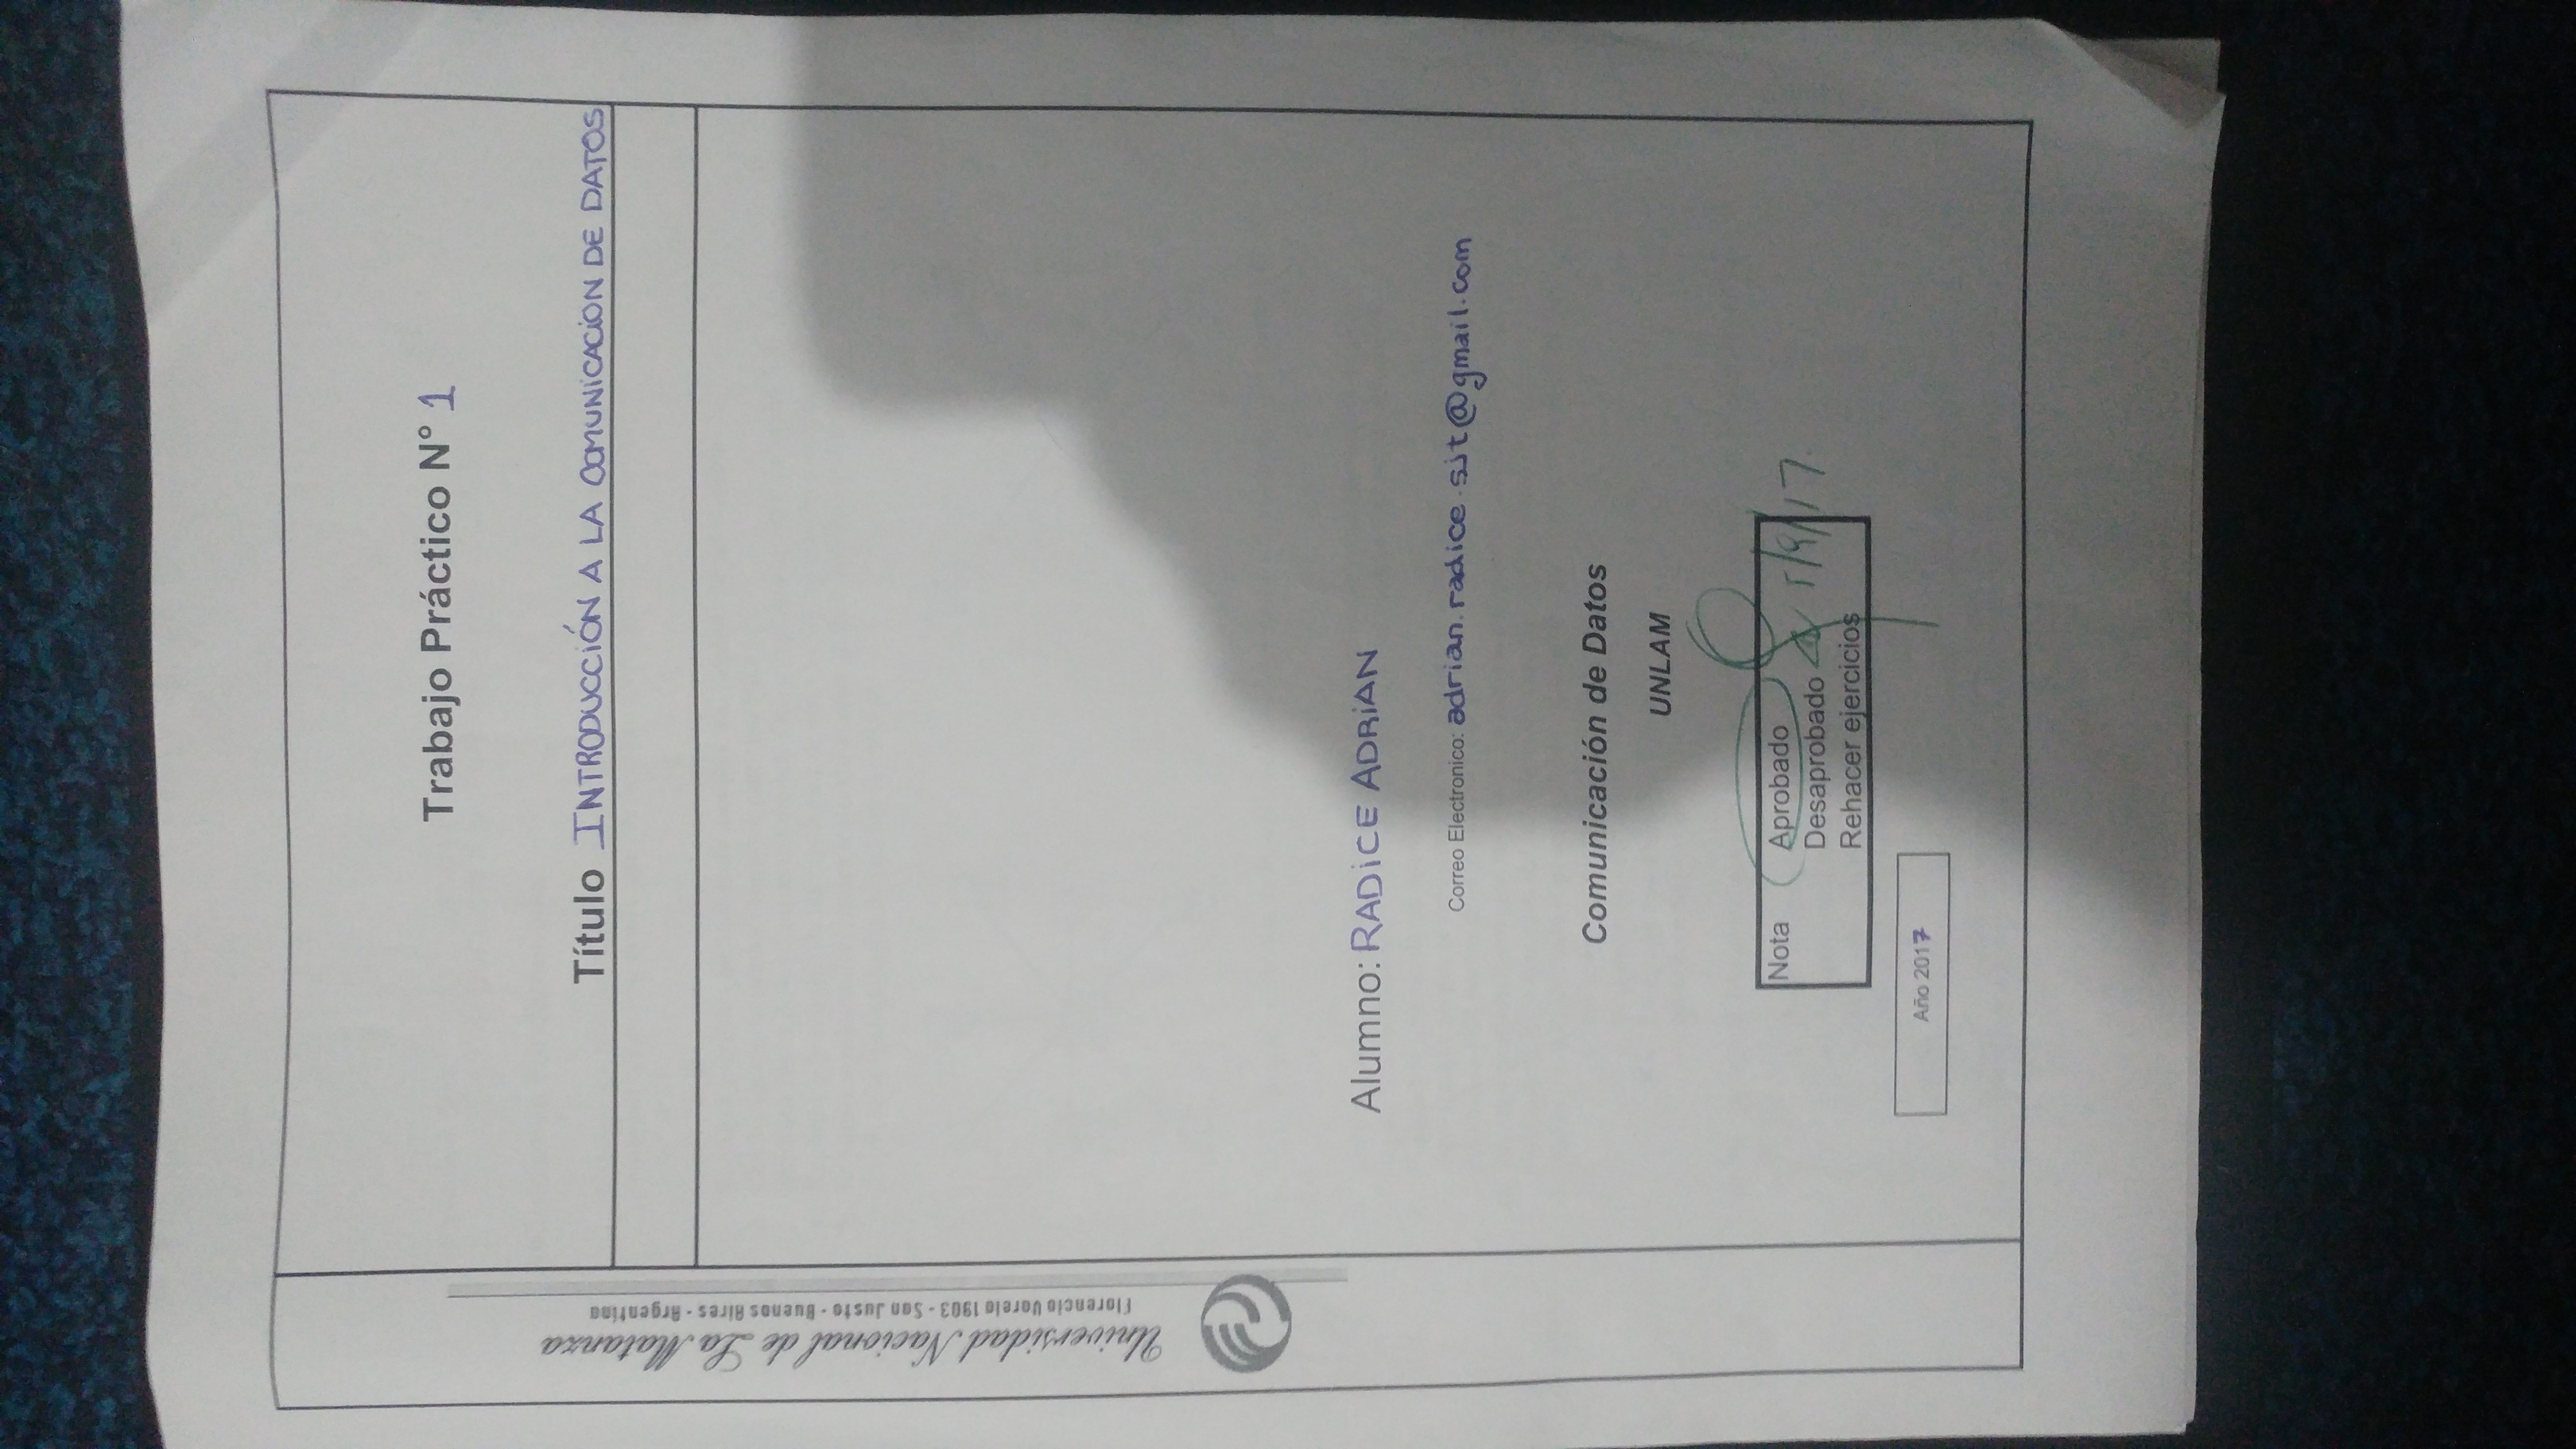 Trabajo Práctico N° 1
Título INTRODUCCIÓN A LA COMUNICACION DE DATOS
Universidad Nacional de La Matanza
Florencio Varela 1903 - San Justo - Buenos Aires - Argentina
Alumno: RADICE ADRIAN
Correo Electronico: adrian.radice.sjt@gmail.com
Comunicación de Datos
UNLAM
Nota Aprobado
Desaprobado 5/9/17
Rehacer ejercicios
Año 2017